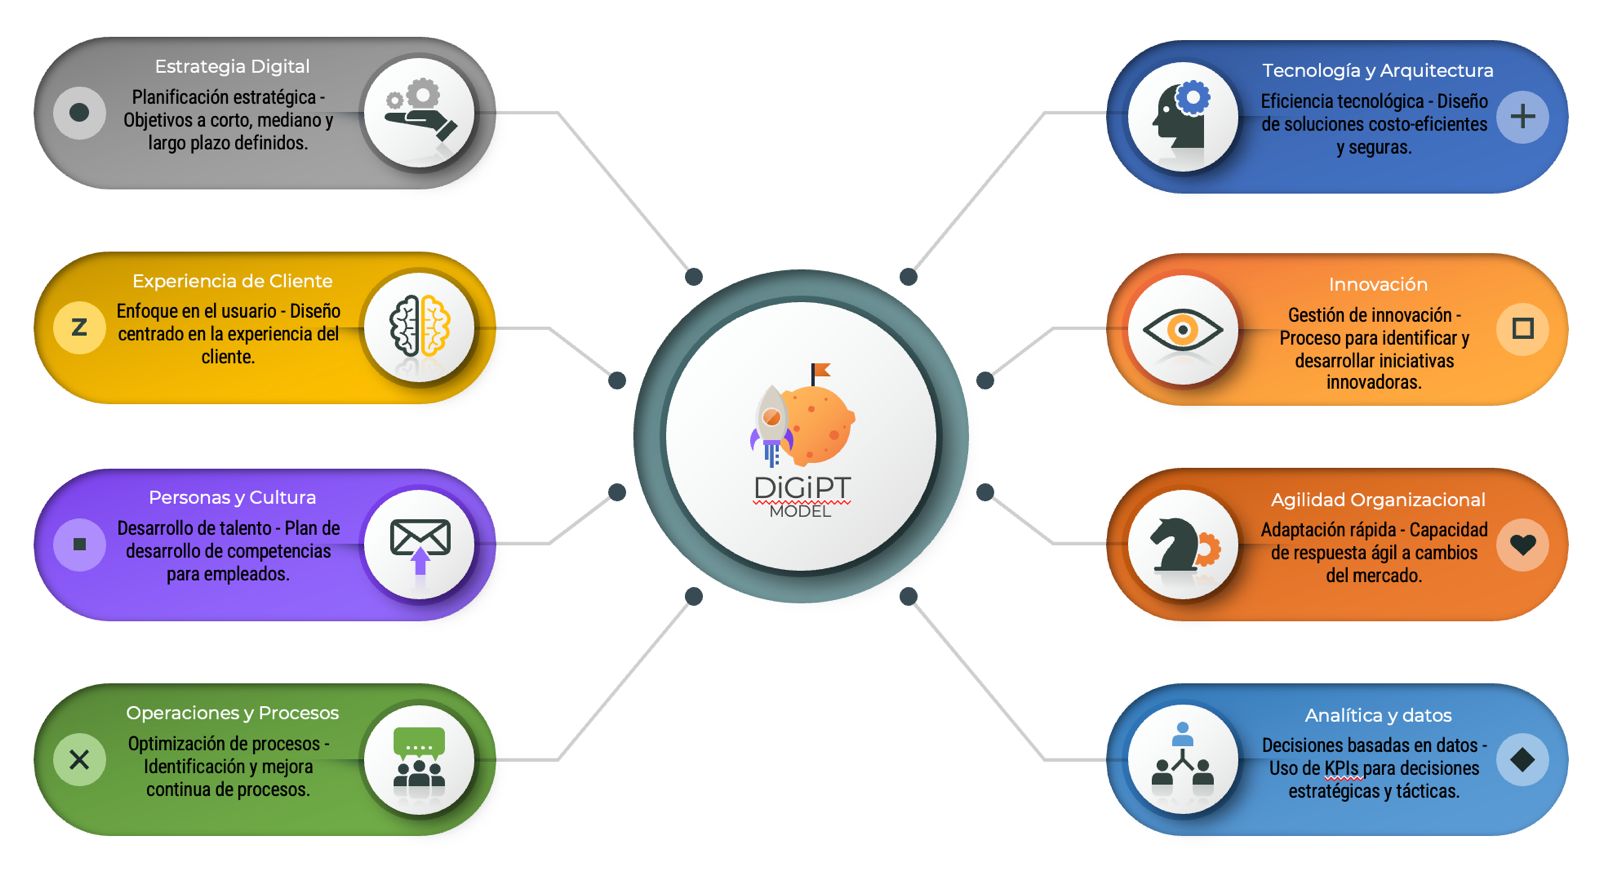 Estrategia Digital
Planificación estratégica -
Objetivos a corto, mediano y
largo plazo definidos.
Z
Experiencia de Cliente
Enfoque en el usuario - Diseño
centrado en la experiencia del
cliente.
Personas y Cultura
Desarrollo de talento - Plan de
desarrollo de competencias
para empleados.
Operaciones y Procesos
Optimización de procesos -
Identificación y mejora
continua de procesos.
DiGiPT
MODEL
Tecnología y Arquitectura
Eficiencia tecnológica - Diseño
de soluciones costo-eficientes
y seguras.
Innovación
Gestión de innovación -
Proceso para identificar y
desarrollar iniciativas
innovadoras.
Agilidad Organizacional
Adaptación rápida - Capacidad
de respuesta ágil a cambios
del mercado.
Analítica y datos
Decisiones basadas en datos -
Uso de KPIs para decisiones
estratégicas y tácticas.